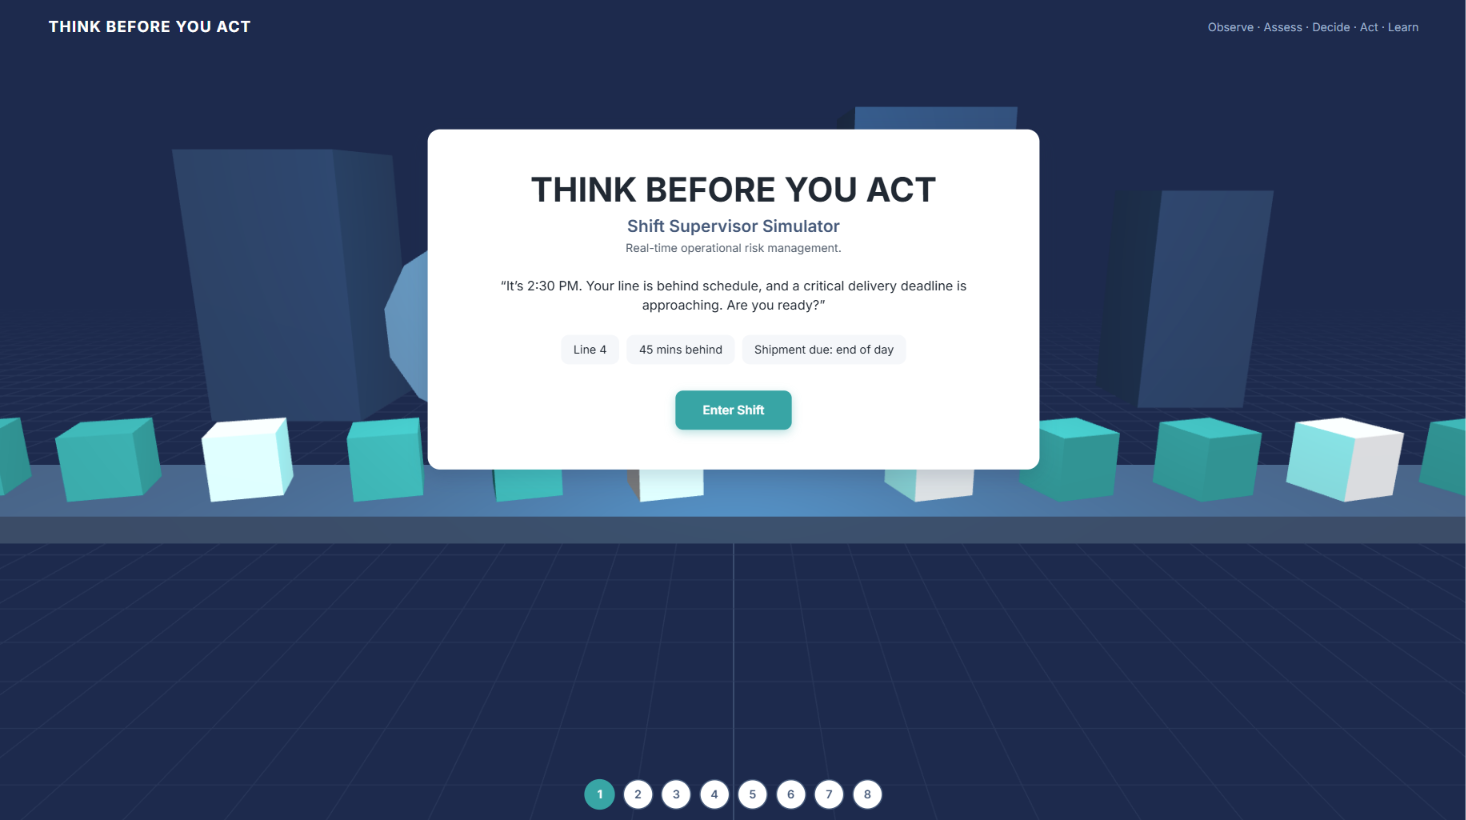 THINK BEFORE YOU ACT
Observe · Assess · Decide · Act · Learn
THINK BEFORE YOU ACT
Shift Supervisor Simulator
Real-time operational risk management.
“It’s 2:30 PM. Your line is behind schedule, and a critical delivery deadline is
approaching. Are you ready?”
Line 4
45 mins behind
Shipment due: end of day
Enter Shift
1 2 3 4 5 6 7 8